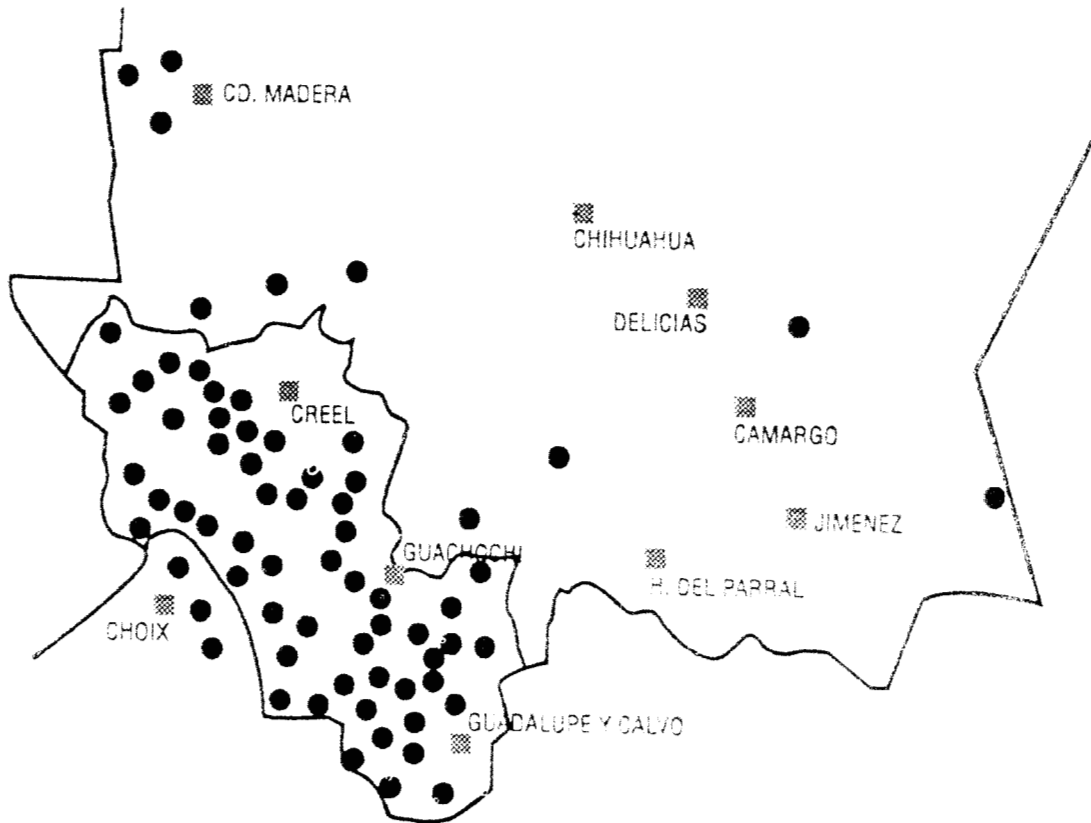 CD. MADERA
CHIHUAHUA
DELICIAS
CREEL
CAMARGO
JIMENEZ
GUACHOCHI
H. DEL PARRAL
CHOIX
GUADALUPE Y CALVO